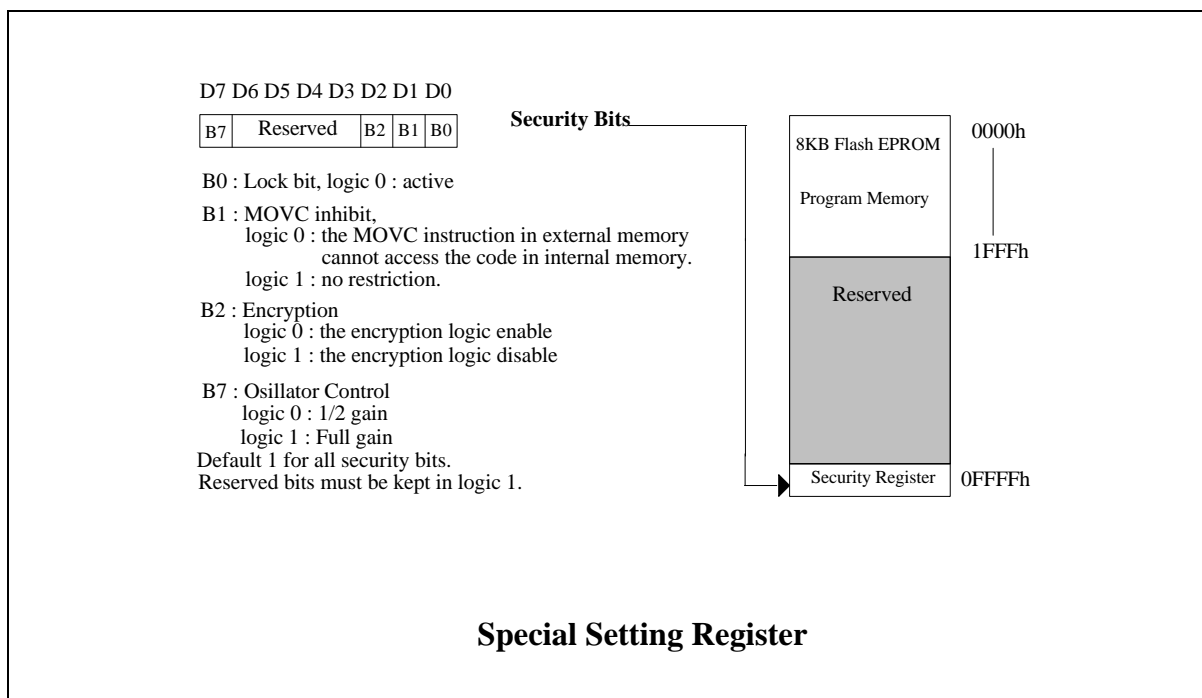 D7 D6 D5 D4 D3 D2 D1 D0
B7 Reserved B2 B1 B0
Security Bits
B0 : Lock bit, logic 0 : active
B1 : MOVC inhibit,
logic 0 : the MOVC instruction in external memory
cannot access the code in internal memory.
logic 1 : no restriction.
B2 : Encryption
logic 0 : the encryption logic enable
logic 1 : the encryption logic disable
B7 : Osillator Control
logic 0 : 1/2 gain
logic 1 : Full gain
Default 1 for all security bits.
Reserved bits must be kept in logic 1.
8KB Flash EPROM
Program Memory
0000h
1FFFh
Reserved
Security Register
0FFFFh
Special Setting Register